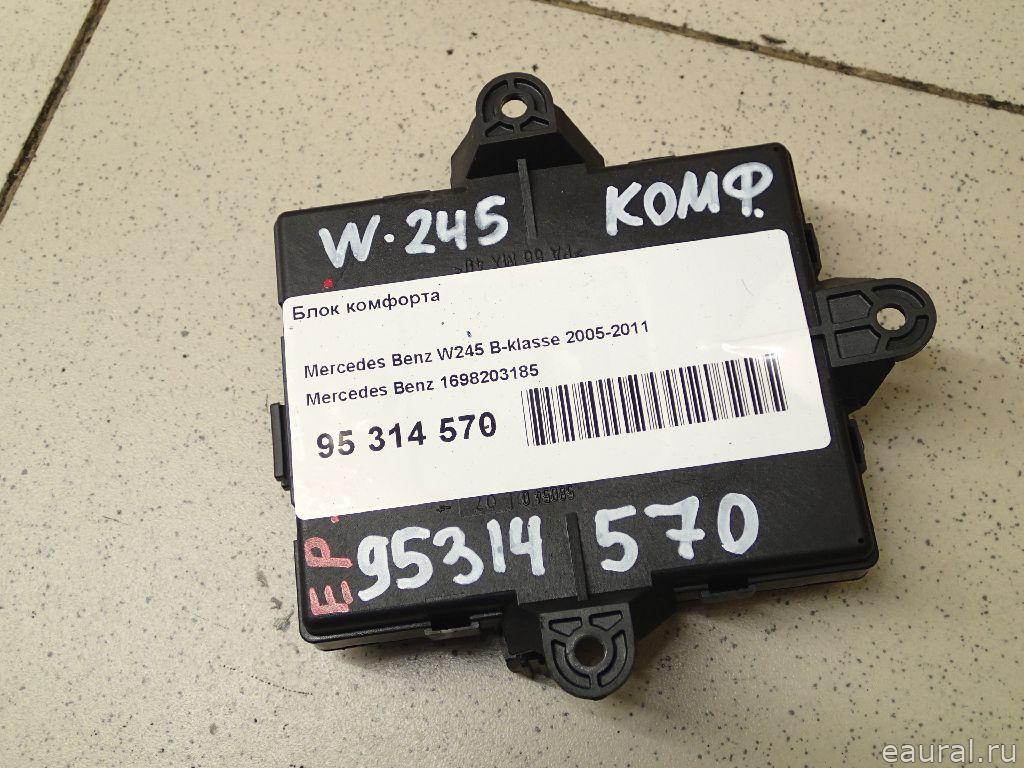 W-245 КОМФ.
Блок комфорта
Mercedes Benz W245 B-klasse 2005-2011
Mercedes Benz 1698203185
95 314 570
95314 570
EP
eaural.ru